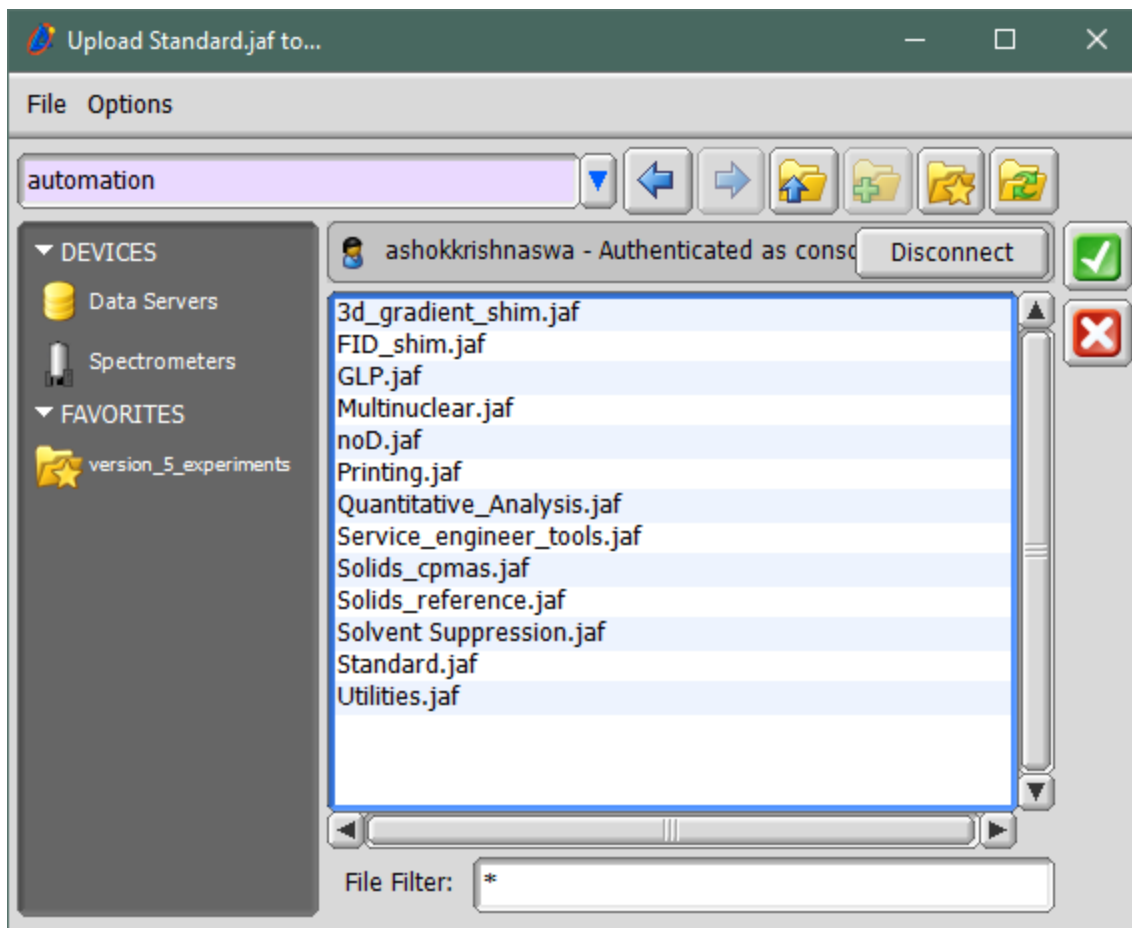 Upload Standard.jaf to...
File Options
automation
DEVICES
Data Servers
Spectrometers
FAVORITES
version_5_experiments
ashokkrishnaswa - Authenticated as
Disconnect
3d_gradient_shim.jaf
FID_shim.jaf
GLP.jaf
Multinuclear.jaf
noD.jaf
Printing.jaf
Quantitative_Analysis.jaf
Service_engineer_tools.jaf
Solids_cpmas.jaf
Solids_reference.jaf
Solvent Suppression.jaf
Standard.jaf
Utilities.jaf
File Filter: *